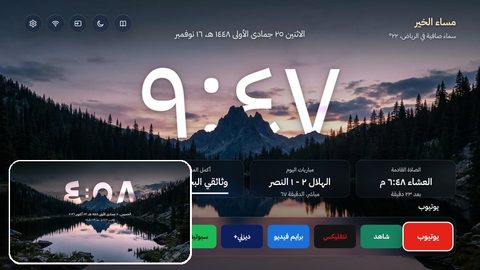 مساء الخير
سماء صافية في الرياض، ٢٢°
الاثنين ٢٥ جمادى الأولى ١٤٤٨ هـ، ١٦ نوفمبر
٩:٤٧
الصلاة القادمة
العشاء ٦:٤٨ م
بعد ٢٣ دقيقة
مباريات اليوم
الهلال ٢ - ١ النصر
مباشر، الدقيقة ٦٧
أكمل
وثائقي
يوتيوب
يوتيوب
شاهد
نتفليكس
برايم فيديو
ديزني+
٤:٥٨